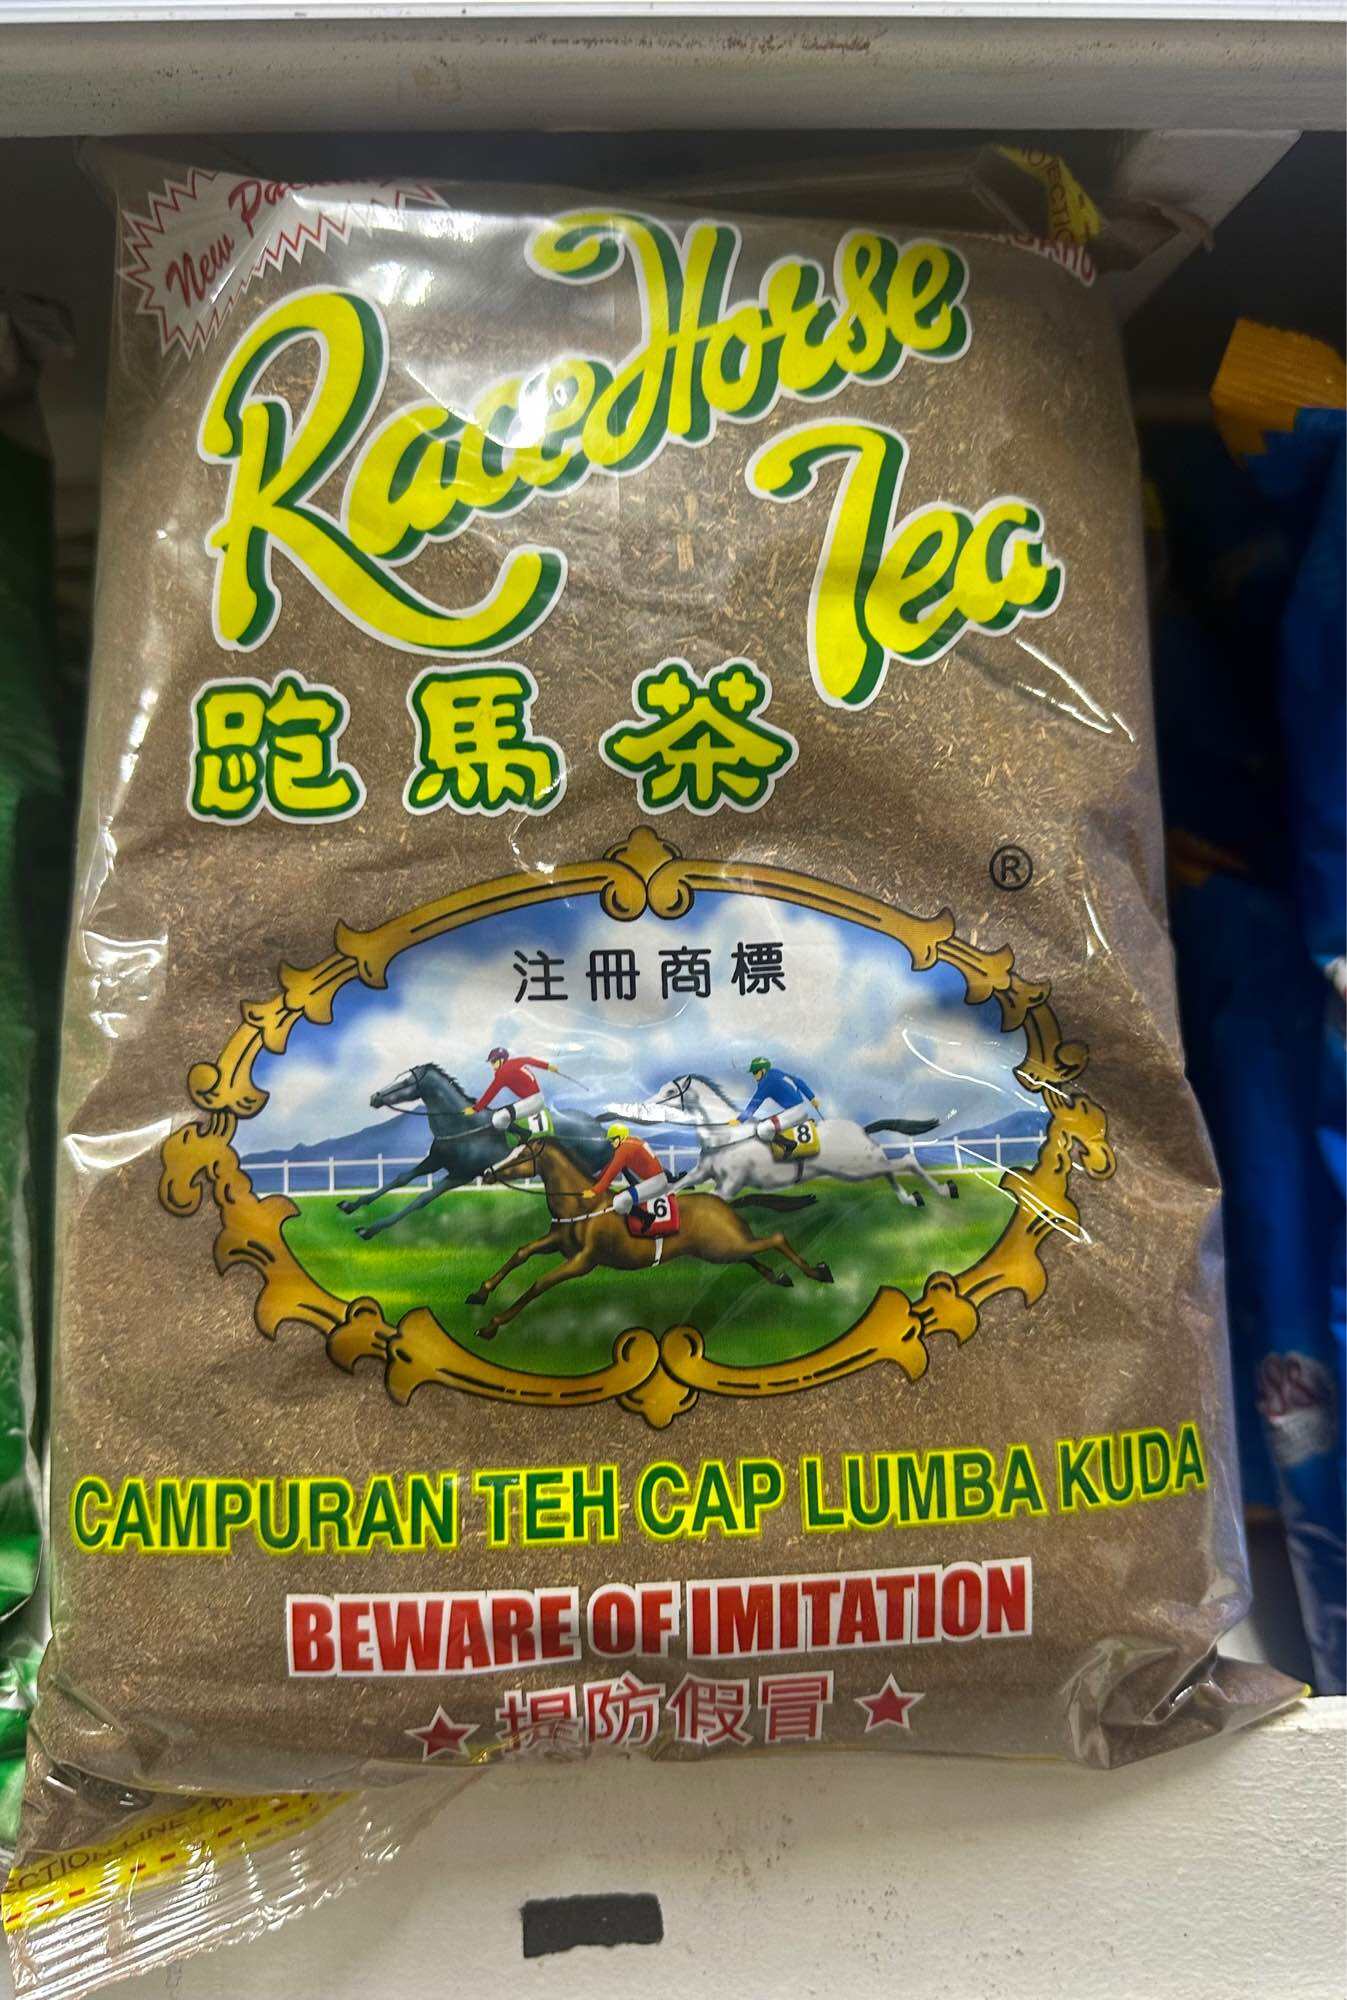 New
RaceHorse
Tea
跑馬茶
®
注冊商標
1
8
6
CAMPURAN TEH CAP LUMBA KUDA
BEWARE OF IMITATION
★ 提防假冒 ★